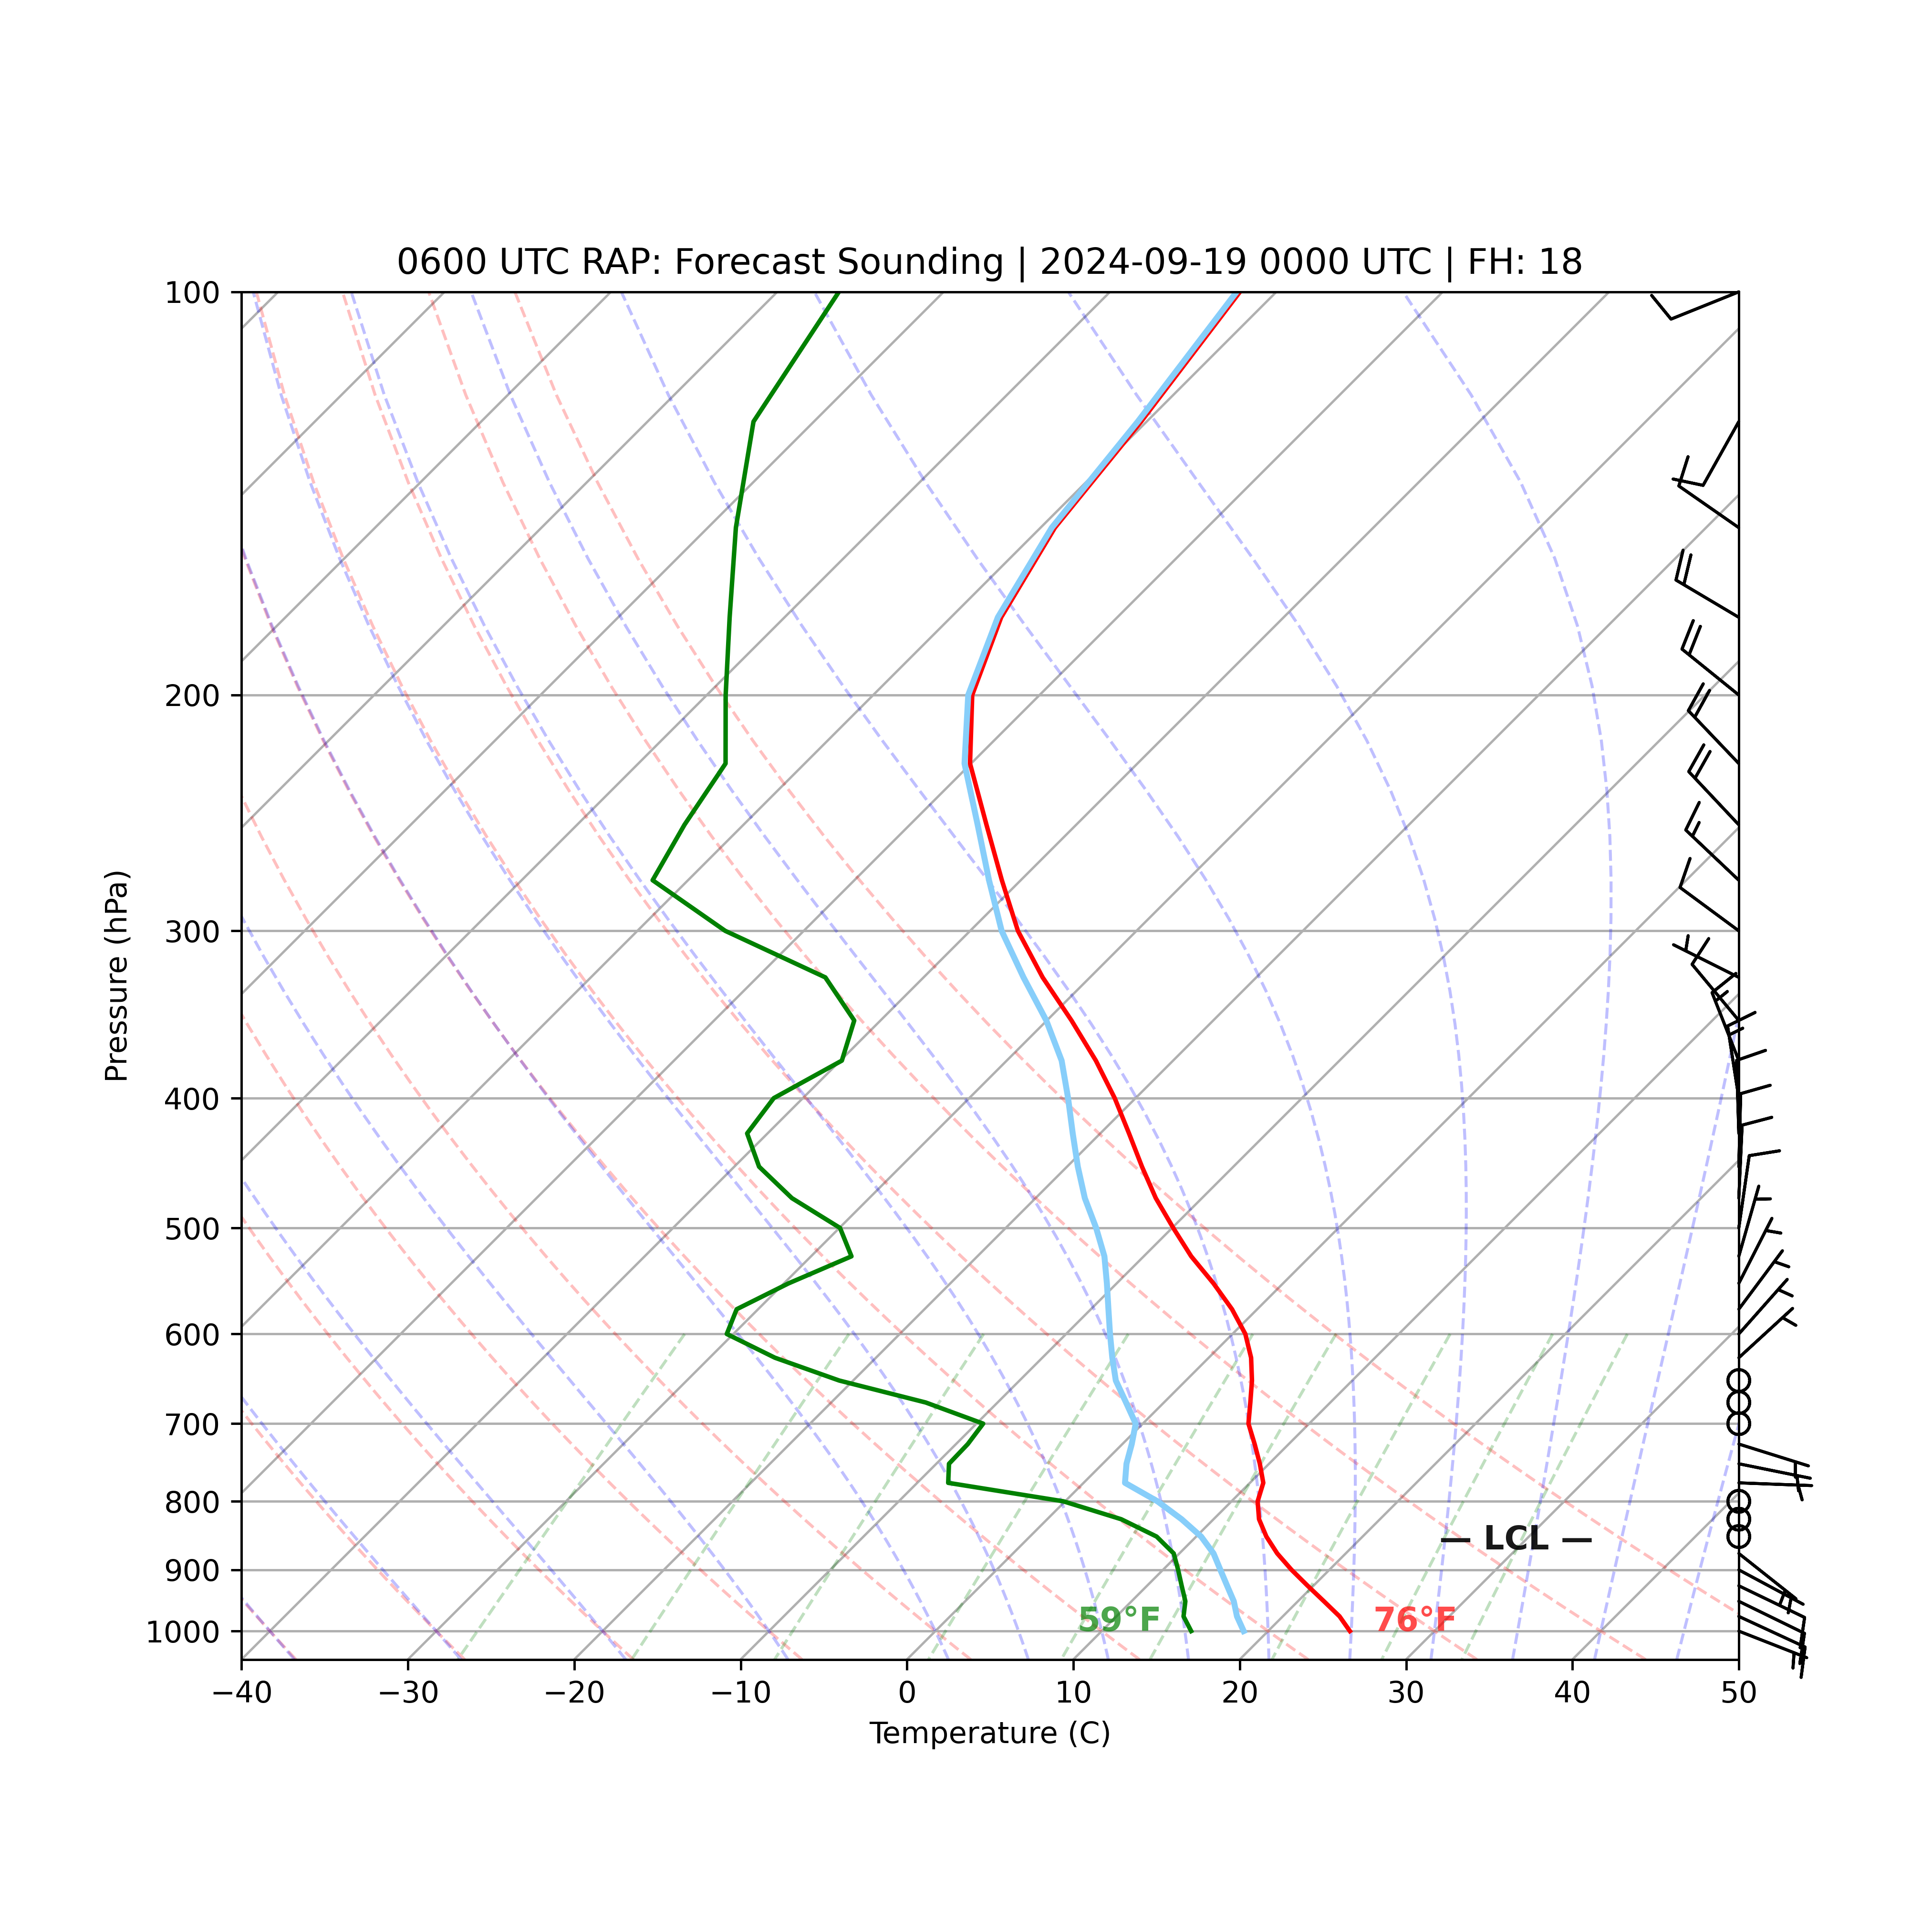 0600 UTC RAP: Forecast Sounding | 2024-09-19 0000 UTC | FH: 18
100
200
300
400
500
600
700
800
900
1000
Pressure (hPa)
— LCL —
59°F
76°F
−40 −30 −20 −10 0 10 20 30 40 50
Temperature (C)